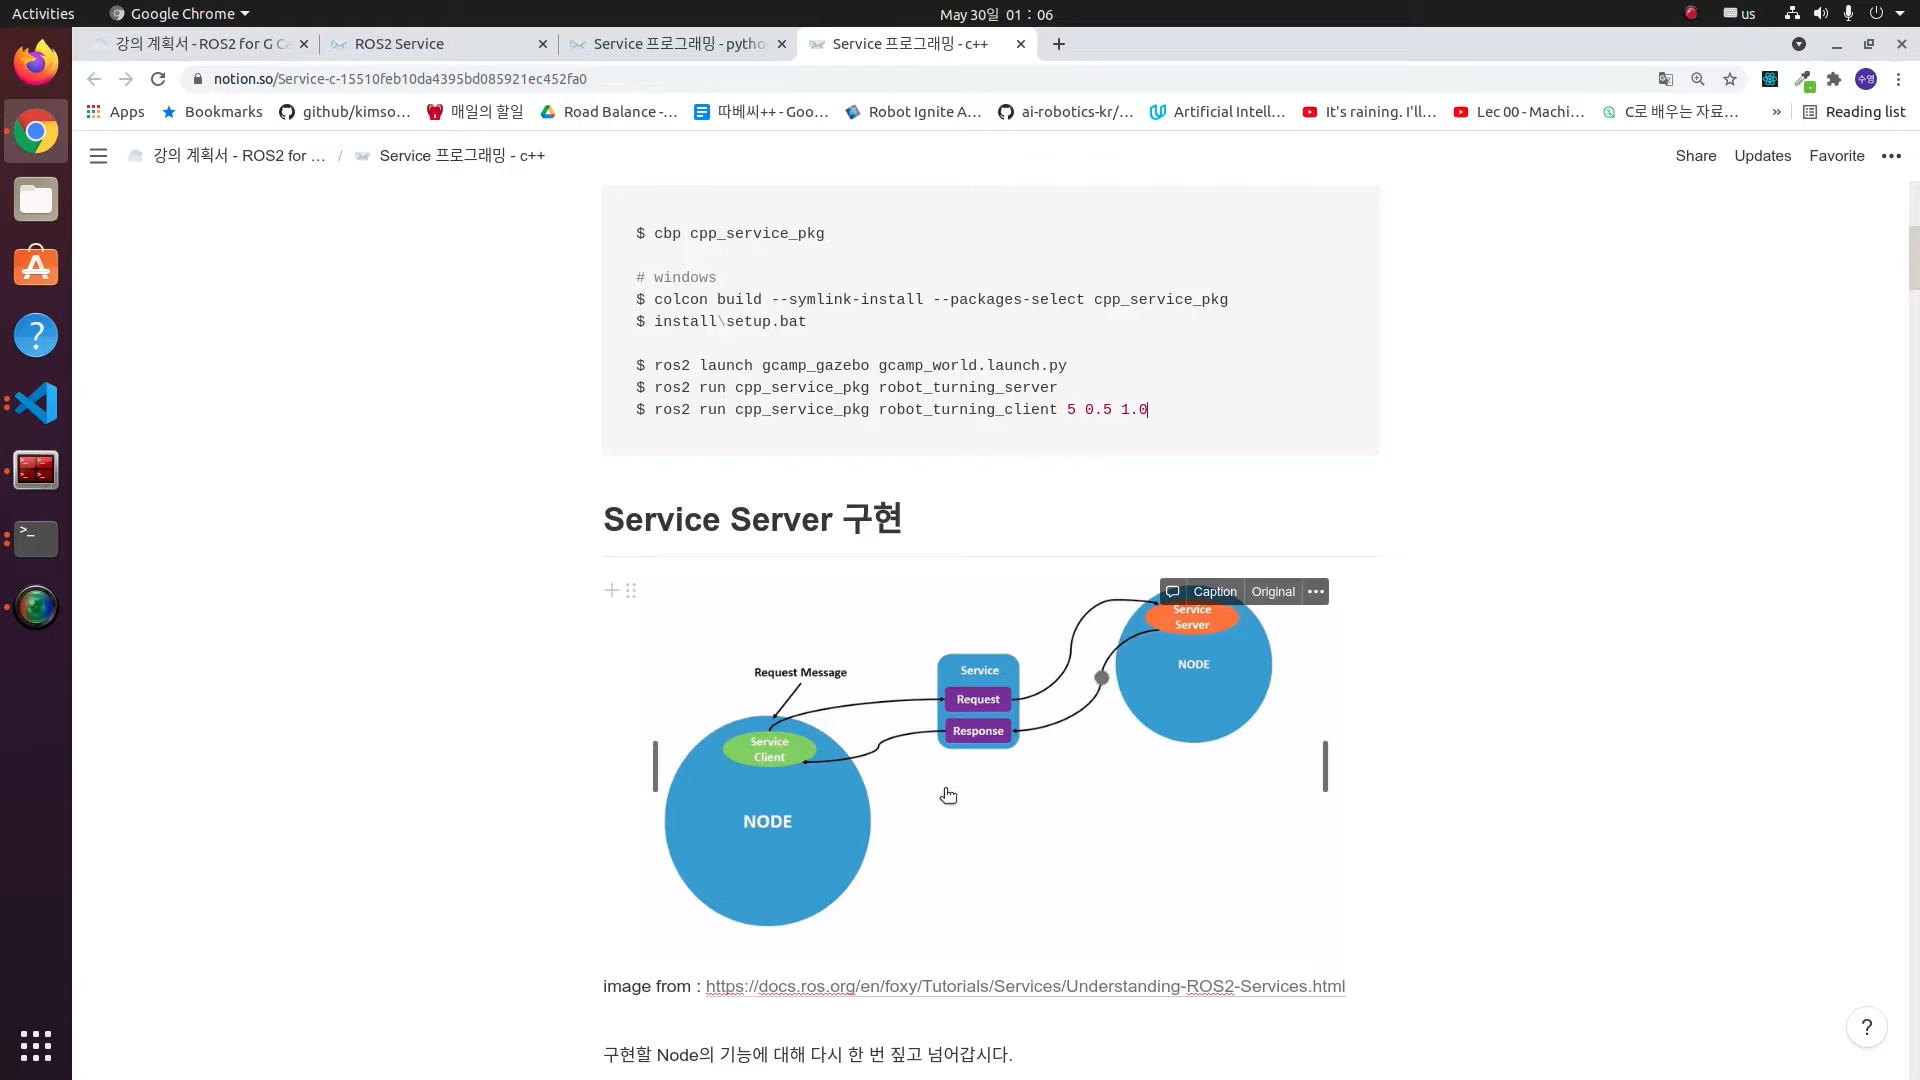 Activities
Google Chrome
May 30일 01 : 06
us
강의 계획서 - ROS2 for G Ca
ROS2 Service
Service 프로그래밍 - pytho
Service 프로그래밍 - c++
notion.so/Service-c-15510feb10da4395bd085921ec452fa0
수영
Apps
Bookmarks
github/kimso...
매일의 할일
Road Balance -...
따베씨++ - Goo...
Robot Ignite A...
ai-robotics-kr/...
Artificial Intell...
It's raining. I'll...
Lec 00 - Machi...
C로 배우는 자료...
»
Reading list
강의 계획서 - ROS2 for ... / Service 프로그래밍 - c++
Share
Updates
Favorite
$ cbp cpp_service_pkg
# windows
$ colcon build --symlink-install --packages-select cpp_service_pkg
$ install\setup.bat
$ ros2 launch gcamp_gazebo gcamp_world.launch.py
$ ros2 run cpp_service_pkg robot_turning_server
$ ros2 run cpp_service_pkg robot_turning_client 5 0.5 1.0
Service Server 구현
Caption
Original
Service
Server
NODE
Request Message
Service
Request
Response
Service
Client
NODE
image from : https://docs.ros.org/en/foxy/Tutorials/Services/Understanding-ROS2-Services.html
구현할 Node의 기능에 대해 다시 한 번 짚고 넘어갑시다.
?